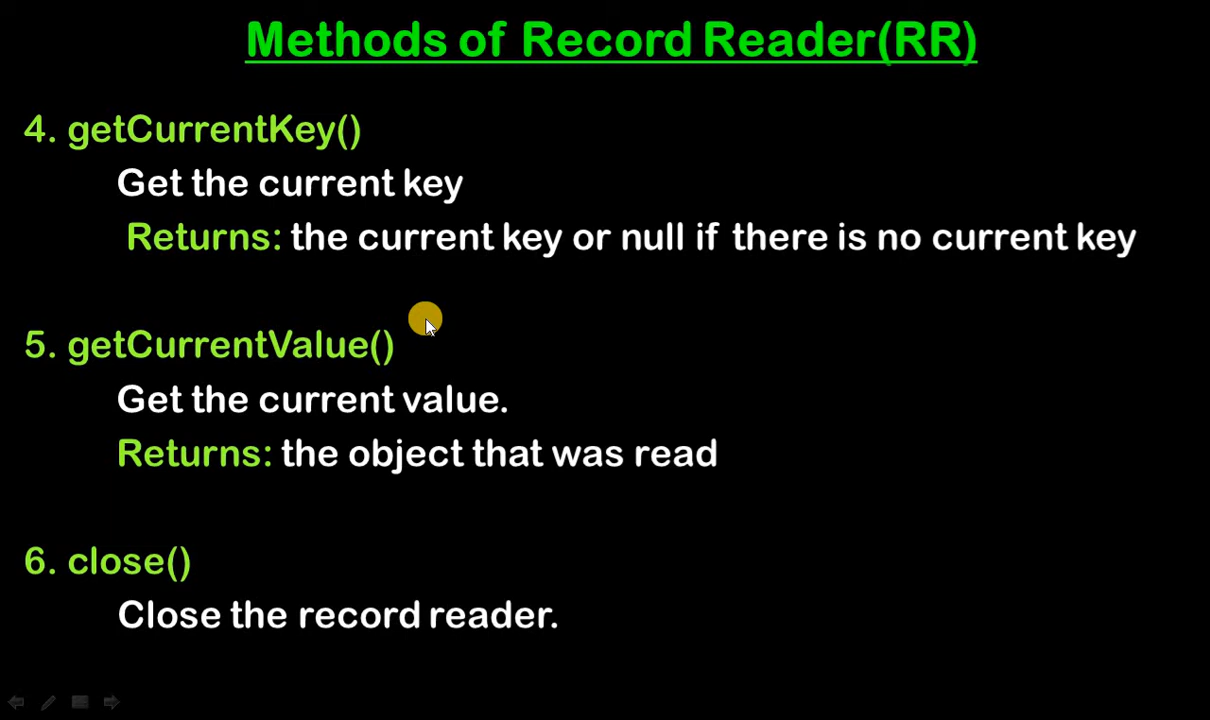 Methods of Record Reader(RR)
4. getCurrentKey()
Get the current key
Returns: the current key or null if there is no current key
5. getCurrentValue()
Get the current value.
Returns: the object that was read
6. close()
Close the record reader.